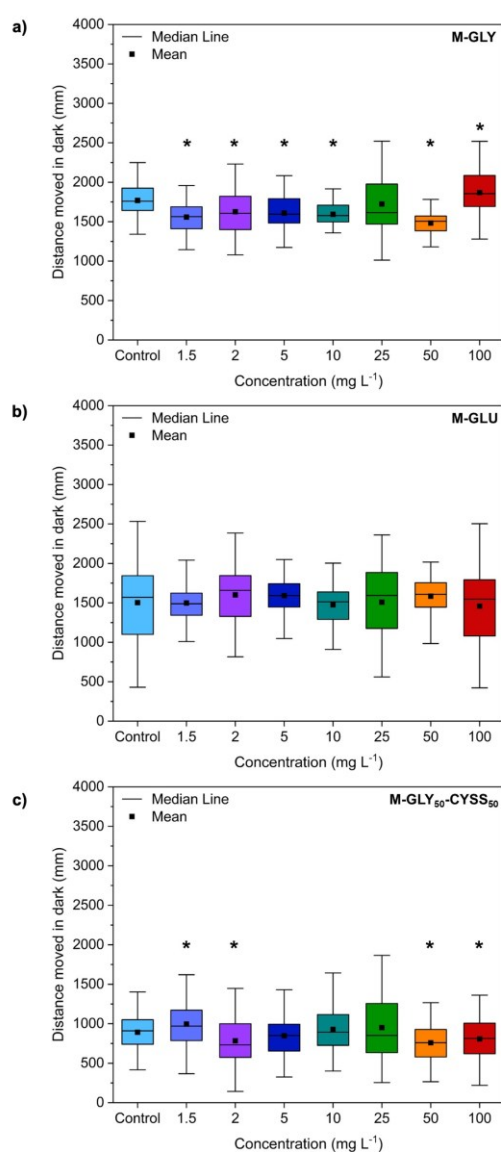 a)
Median Line
Mean
M-GLY
4000
3500
3000
2500
2000
1500
1000
500
0
* * * * * *
Distance moved in dark (mm)
Control 1.5 2 5 10 25 50 100
Concentration (mg L⁻¹)
b)
Median Line
Mean
M-GLU
4000
3500
3000
2500
2000
1500
1000
500
0
Distance moved in dark (mm)
Control 1.5 2 5 10 25 50 100
Concentration (mg L⁻¹)
c)
Median Line
Mean
M-GLY₅₀-CYSS₅₀
4000
3500
3000
2500
2000
1500
1000
500
0
* * * *
Distance moved in dark (mm)
Control 1.5 2 5 10 25 50 100
Concentration (mg L⁻¹)